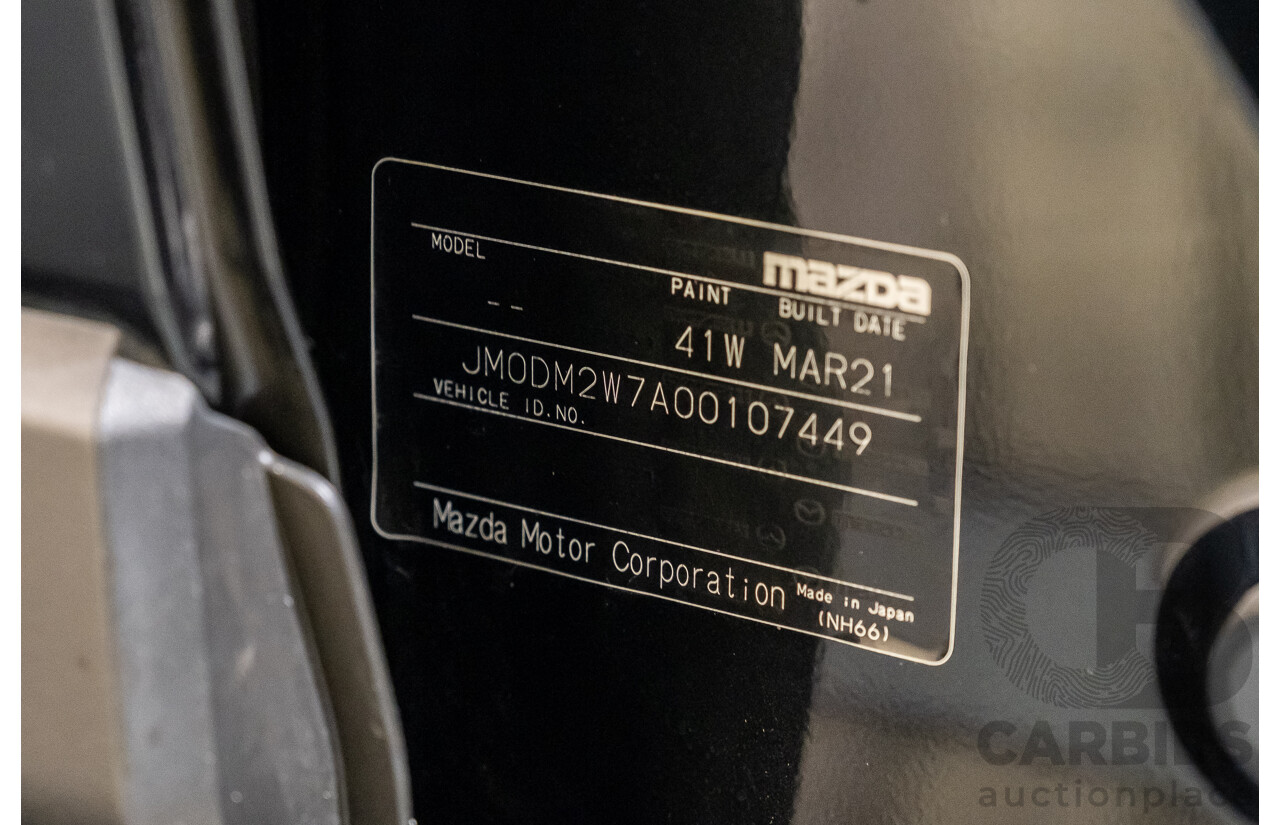 mazda
MODEL PAINT BUILT DATE
-- 41W MAR21
JM0DM2W7A00107449
VEHICLE ID.NO.
Mazda Motor Corporation Made in Japan
(NH66)
CARBIDS
auctionplace